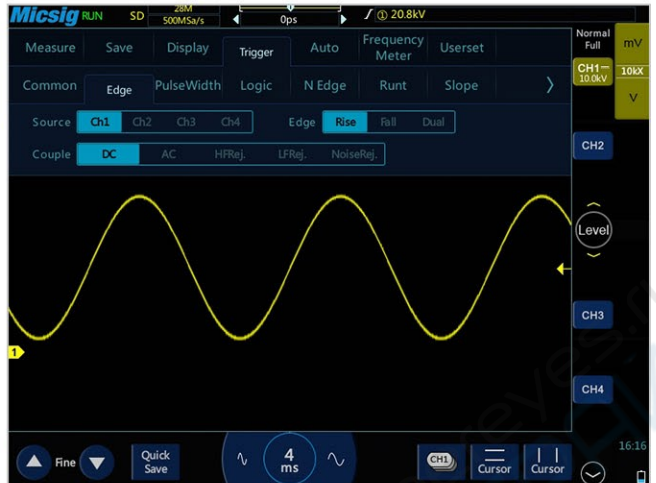 Micsig RUN SD 28M 500MSa/s 0ps ① 20.8kV
Measure Save Display Trigger Auto Frequency Meter Userset
Common Edge PulseWidth Logic N Edge Runt Slope
Source Ch1 Ch2 Ch3 Ch4 Edge Rise Fall Dual
Couple DC AC HFRej. LFRej. NoiseRej.
Normal
Full
CH1
10.0kV
mV
10kX
V
CH2
Level
1
CH3
CH4
Fine
Quick
Save
4
ms
CH1
Cursor
Cursor
16:16